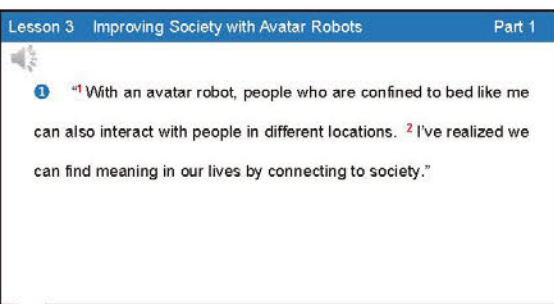 Lesson 3 Improving Society with Avatar Robots Part 1
❶ “1 With an avatar robot, people who are confined to bed like me
can also interact with people in different locations. 2 I’ve realized we
can find meaning in our lives by connecting to society.”